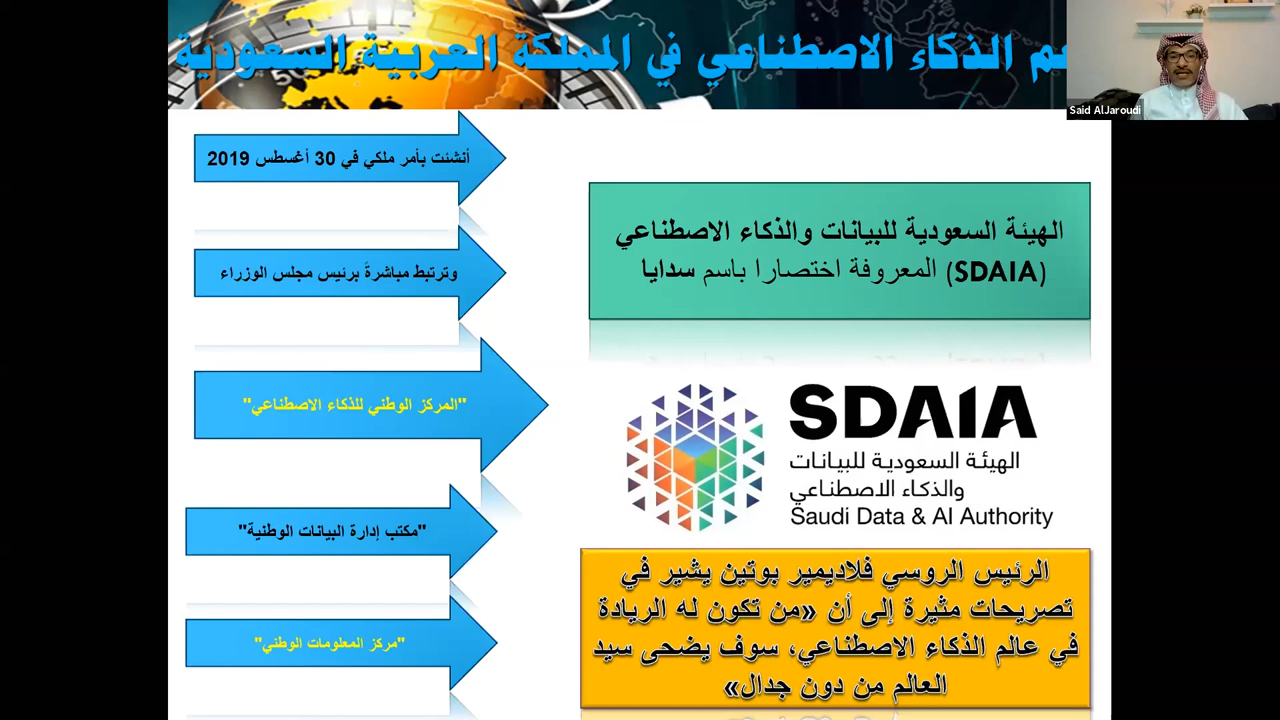 الذكاء الاصطناعي في المملكة العربية السعودية
Said AlJaroudi
الهيئة السعودية للبيانات والذكاء الاصطناعي
(SDAIA) المعروفة اختصارا باسم سدايا
أنشئت بأمر ملكي في 30 أغسطس 2019
وترتبط مباشرةً برئيس مجلس الوزراء
"المركز الوطني للذكاء الاصطناعي"
"مكتب إدارة البيانات الوطنية"
"مركز المعلومات الوطني"
SDAIA
الهيئة السعودية للبيانات
والذكاء الاصطناعي
Saudi Data & AI Authority
الرئيس الروسي فلاديمير بوتين يشير في
تصريحات مثيرة إلى أن «من تكون له الريادة
في عالم الذكاء الاصطناعي، سوف يضحى سيد
العالم من دون جدال»